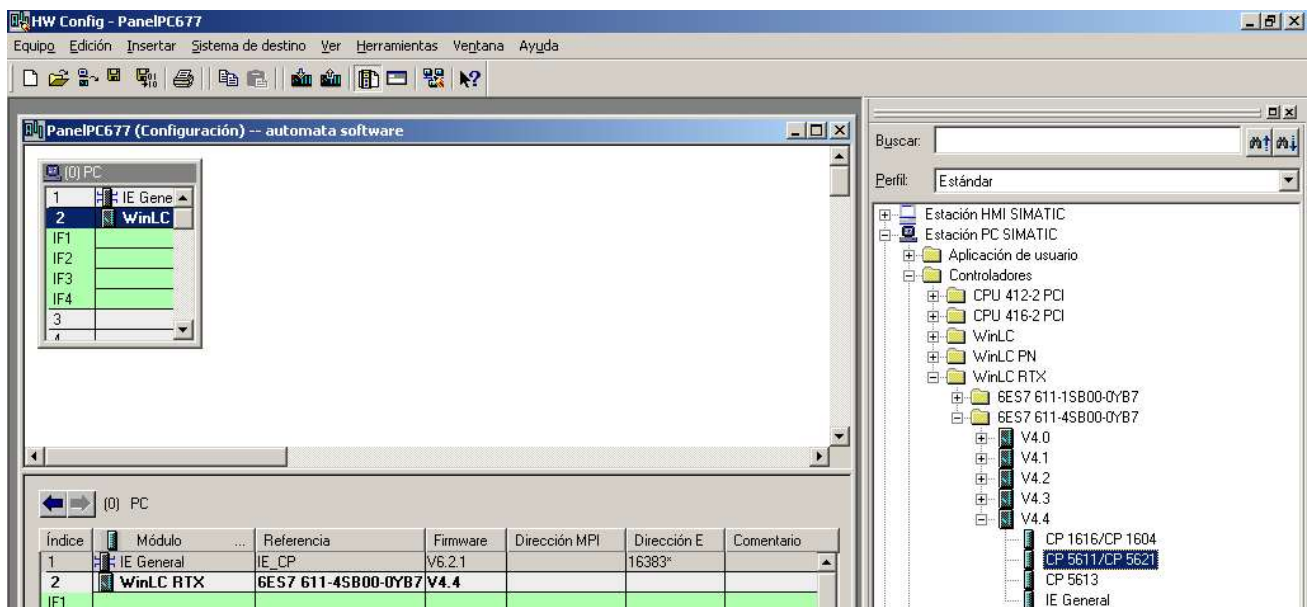 HW Config - PanelPC677
Equipo Edición Insertar Sistema de destino Ver Herramientas Ventana Ayuda
PanelPC677 (Configuración) -- automata software
(0) PC
1 IE Gene
2 WinLC
IF1
IF2
IF3
IF4
3
4
(0) PC
Índice Módulo ... Referencia Firmware Dirección MPI Dirección E Comentario
1 IE General IE_CP V6.2.1 16383*
2 WinLC RTX 6ES7 611-4SB00-0YB7 V4.4
IF1
Buscar:
Perfil: Estándar
Estación HMI SIMATIC
Estación PC SIMATIC
Aplicación de usuario
Controladores
CPU 412-2 PCI
CPU 416-2 PCI
WinLC
WinLC PN
WinLC RTX
6ES7 611-1SB00-0YB7
6ES7 611-4SB00-0YB7
V4.0
V4.1
V4.2
V4.3
V4.4
CP 1616/CP 1604
CP 5611/CP 5621
CP 5613
IE General